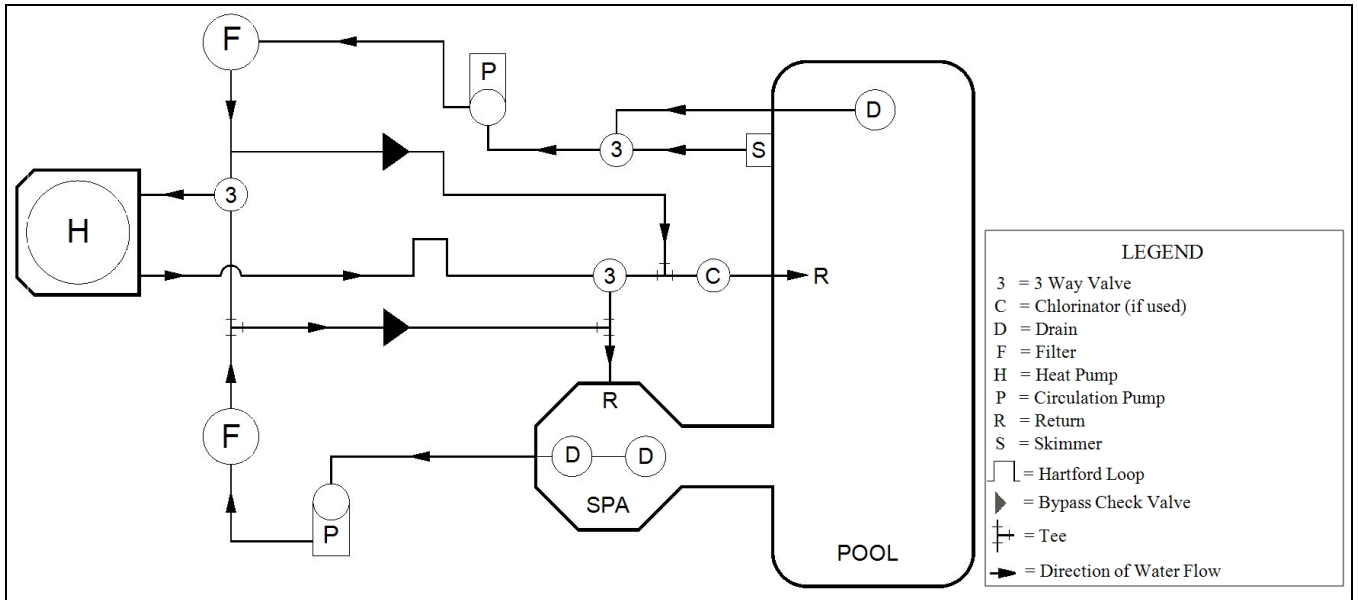 F
P
D
3
S
3
H
3
C
R
R
F
D
D
SPA
P
POOL
LEGEND
3 = 3 Way Valve
C = Chlorinator (if used)
D = Drain
F = Filter
H = Heat Pump
P = Circulation Pump
R = Return
S = Skimmer
= Hartford Loop
= Bypass Check Valve
= Tee
= Direction of Water Flow